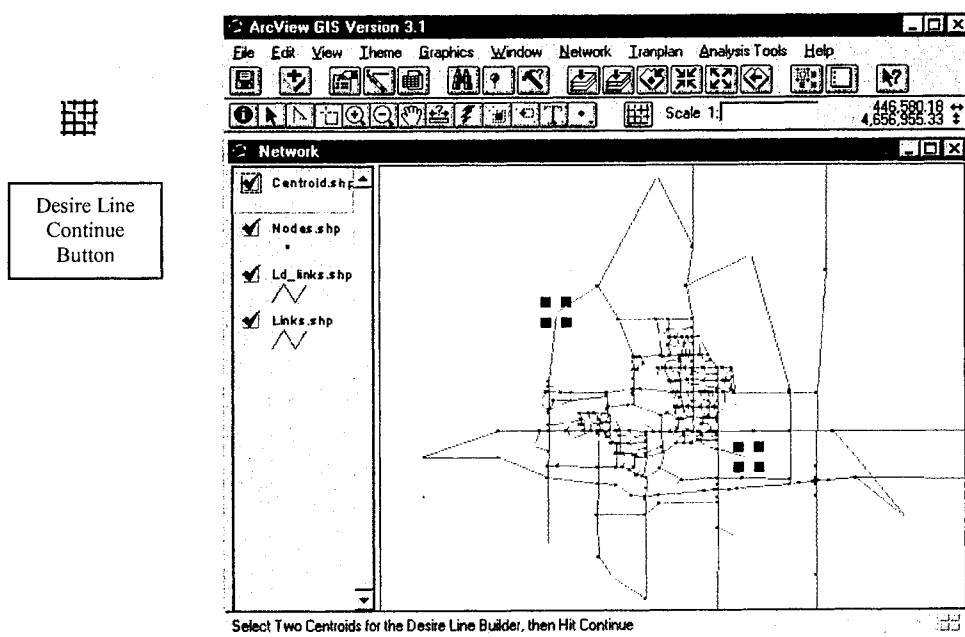 ArcView GIS Version 3.1
File Edit View Theme Graphics Window Network Tranplan Analysis Tools Help
Scale 1:
446,580.18
4,656,955.33
Network
Centroid.shp
Nodes.shp
Ld_links.shp
Links.shp
Desire Line
Continue
Button
Select Two Centroids for the Desire Line Builder, then Hit Continue